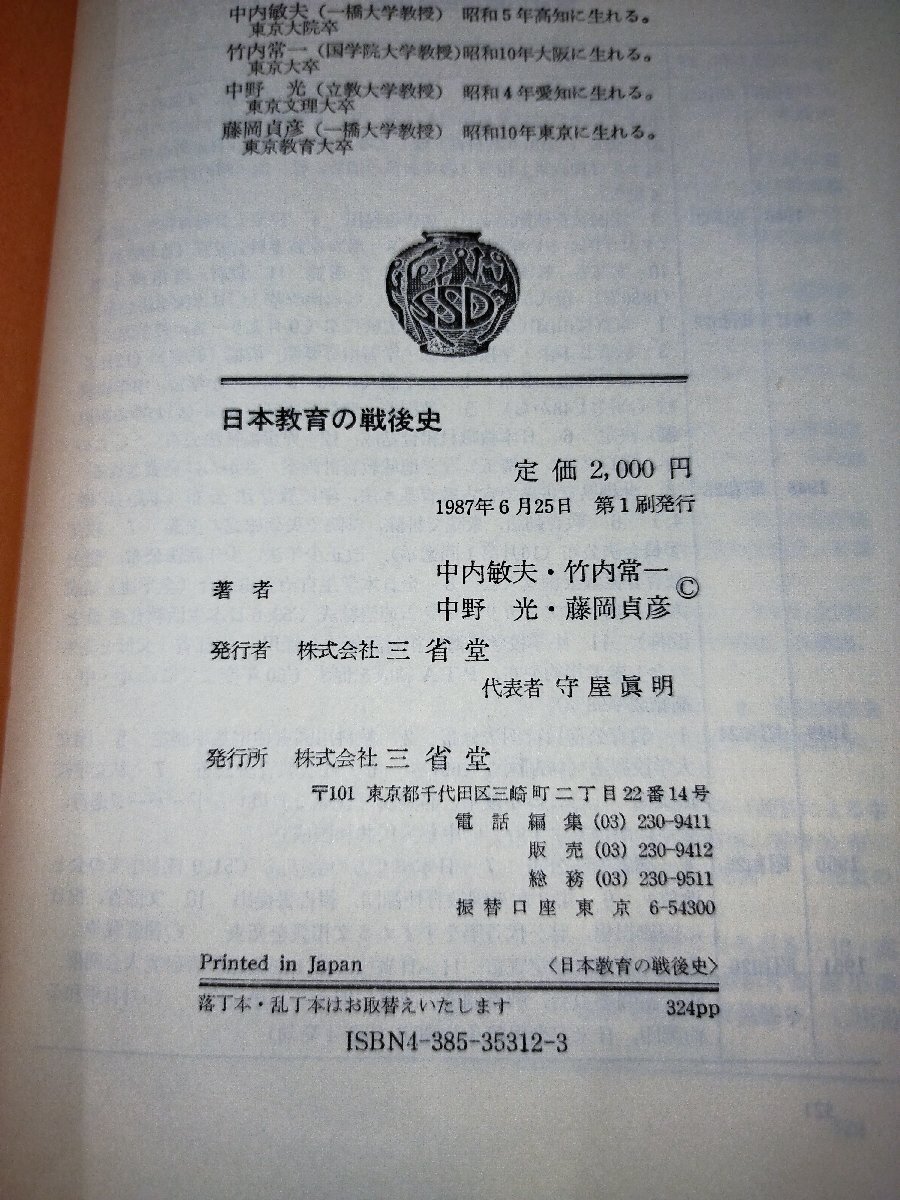 中内敏夫(一橋大学教授) 昭和5年高知に生れる。
東京大院卒
竹内常一(国学院大学教授)昭和10年大阪に生れる。
東京大卒
中野 光(立教大学教授) 昭和4年愛知に生れる。
東京文理大卒
藤岡貞彦(一橋大学教授) 昭和10年東京に生れる。
東京教育大卒
SSD
日本教育の戦後史
定価 2,000 円
1987年6月25日 第1刷発行
著者 中内敏夫・竹内常一
中野 光・藤岡貞彦 ©
発行者 株式会社 三省堂
代表者 守屋眞明
発行所 株式会社 三省堂
〒101 東京都千代田区三崎町二丁目22番14号
電話 編集 (03) 230-9411
販売 (03) 230-9412
総務 (03) 230-9511
振替口座 東京 6-54300
Printed in Japan 〈日本教育の戦後史〉
落丁本・乱丁本はお取替えいたします 324pp
ISBN4-385-35312-3